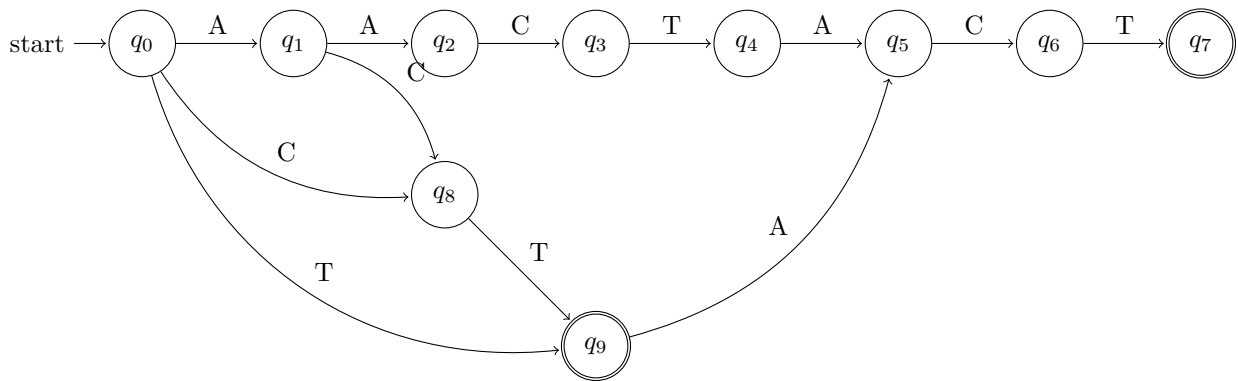 start q₀ A q₁ A q₂ C q₃ T q₄ A q₅ C q₆ T q₇
C
C
q₈
A
T
T
q₉